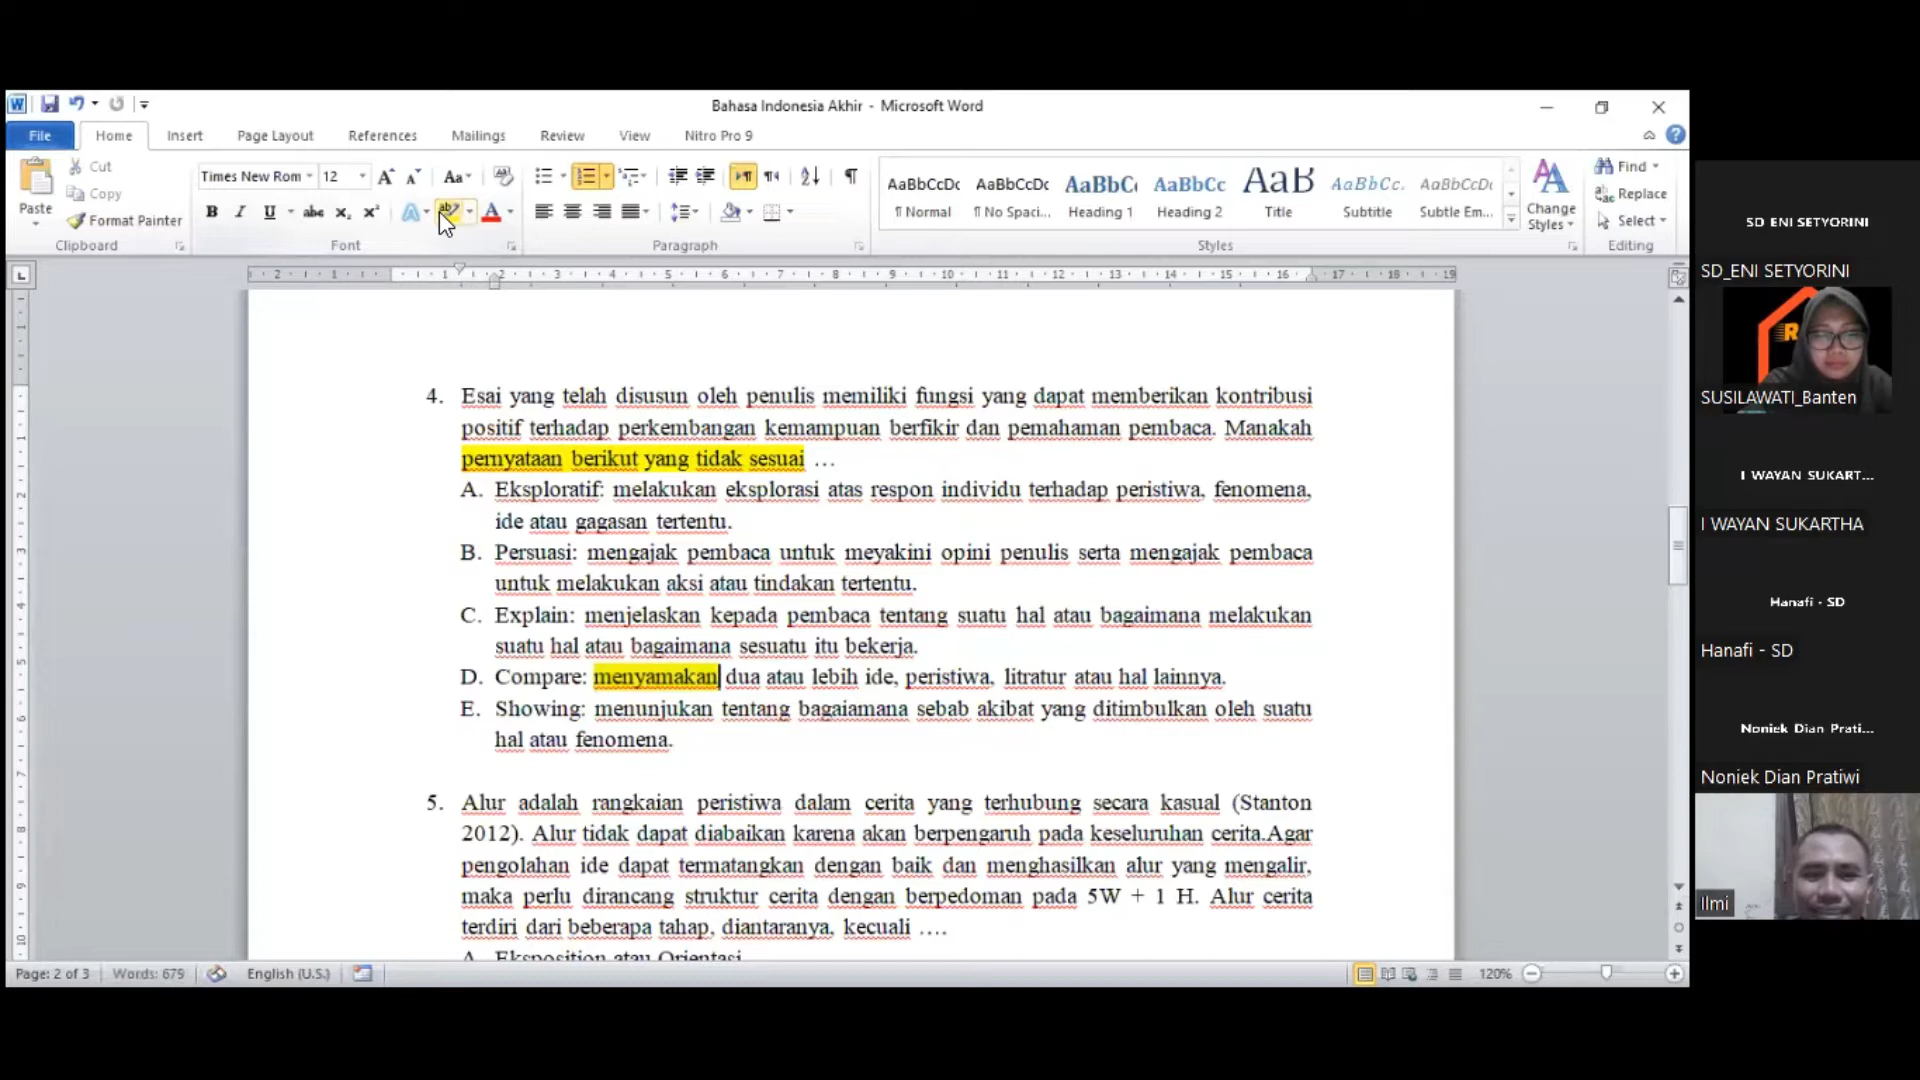 Bahasa Indonesia Akhir - Microsoft Word
File Home Insert Page Layout References Mailings Review View Nitro Pro 9
Paste
Cut
Copy
Format Painter
Clipboard
Times New Rom 12
Font
Paragraph
AaBbCcDc AaBbCcDc AaBbC AaBbCc AaB AaBbCc. AaBbCcDc
¶ Normal ¶ No Spaci... Heading 1 Heading 2 Title Subtitle Subtle Em...
Styles
Change
Styles
Find
Replace
Select
Editing
4. Esai yang telah disusun oleh penulis memiliki fungsi yang dapat memberikan kontribusi
positif terhadap perkembangan kemampuan berfikir dan pemahaman pembaca. Manakah
pernyataan berikut yang tidak sesuai …
A. Eksploratif: melakukan eksplorasi atas respon individu terhadap peristiwa, fenomena,
ide atau gagasan tertentu.
B. Persuasi: mengajak pembaca untuk meyakini opini penulis serta mengajak pembaca
untuk melakukan aksi atau tindakan tertentu.
C. Explain: menjelaskan kepada pembaca tentang suatu hal atau bagaimana melakukan
suatu hal atau bagaimana sesuatu itu bekerja.
D. Compare: menyamakan dua atau lebih ide, peristiwa, litratur atau hal lainnya.
E. Showing: menunjukan tentang bagaiamana sebab akibat yang ditimbulkan oleh suatu
hal atau fenomena.
5. Alur adalah rangkaian peristiwa dalam cerita yang terhubung secara kasual (Stanton
2012). Alur tidak dapat diabaikan karena akan berpengaruh pada keseluruhan cerita.Agar
pengolahan ide dapat termatangkan dengan baik dan menghasilkan alur yang mengalir,
maka perlu dirancang struktur cerita dengan berpedoman pada 5W + 1 H. Alur cerita
terdiri dari beberapa tahap, diantaranya, kecuali ….
A. Eksposition atau Orientasi
Page: 2 of 3 Words: 679 English (U.S.) 120%
SD ENI SETYORINI
SD_ENI SETYORINI
SUSILAWATI_Banten
I WAYAN SUKART...
I WAYAN SUKARTHA
Hanafi - SD
Hanafi - SD
Noniek Dian Prati...
Noniek Dian Pratiwi
Ilmi